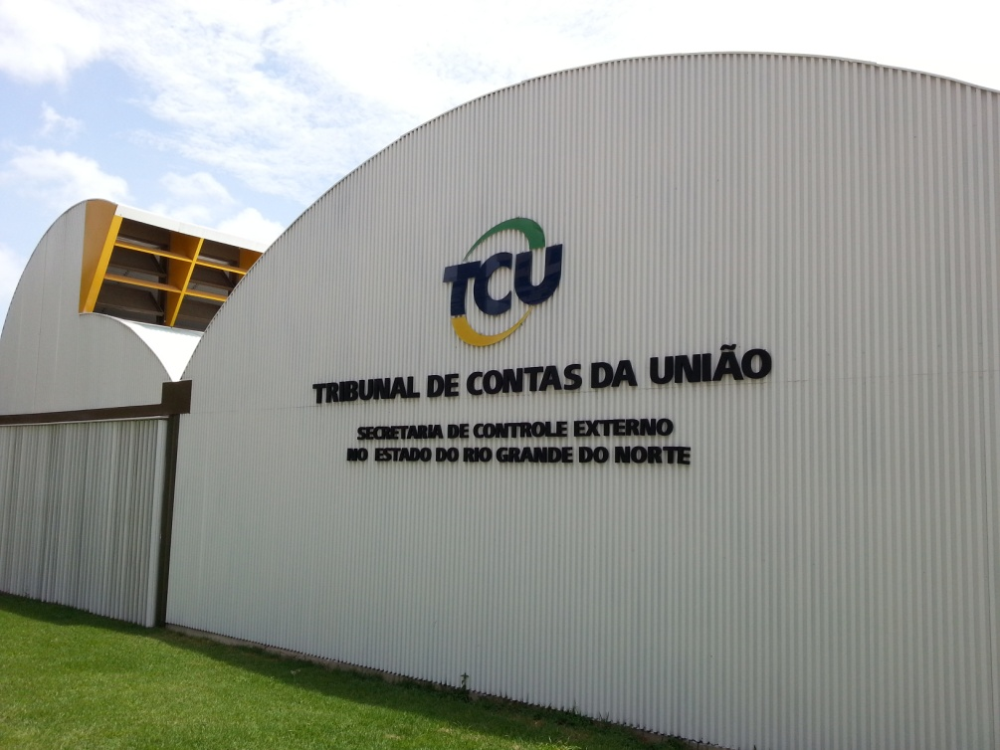 TCU
TRIBUNAL DE CONTAS DA UNIÃO
SECRETARIA DE CONTROLE EXTERNO
NO ESTADO DO RIO GRANDE DO NORTE